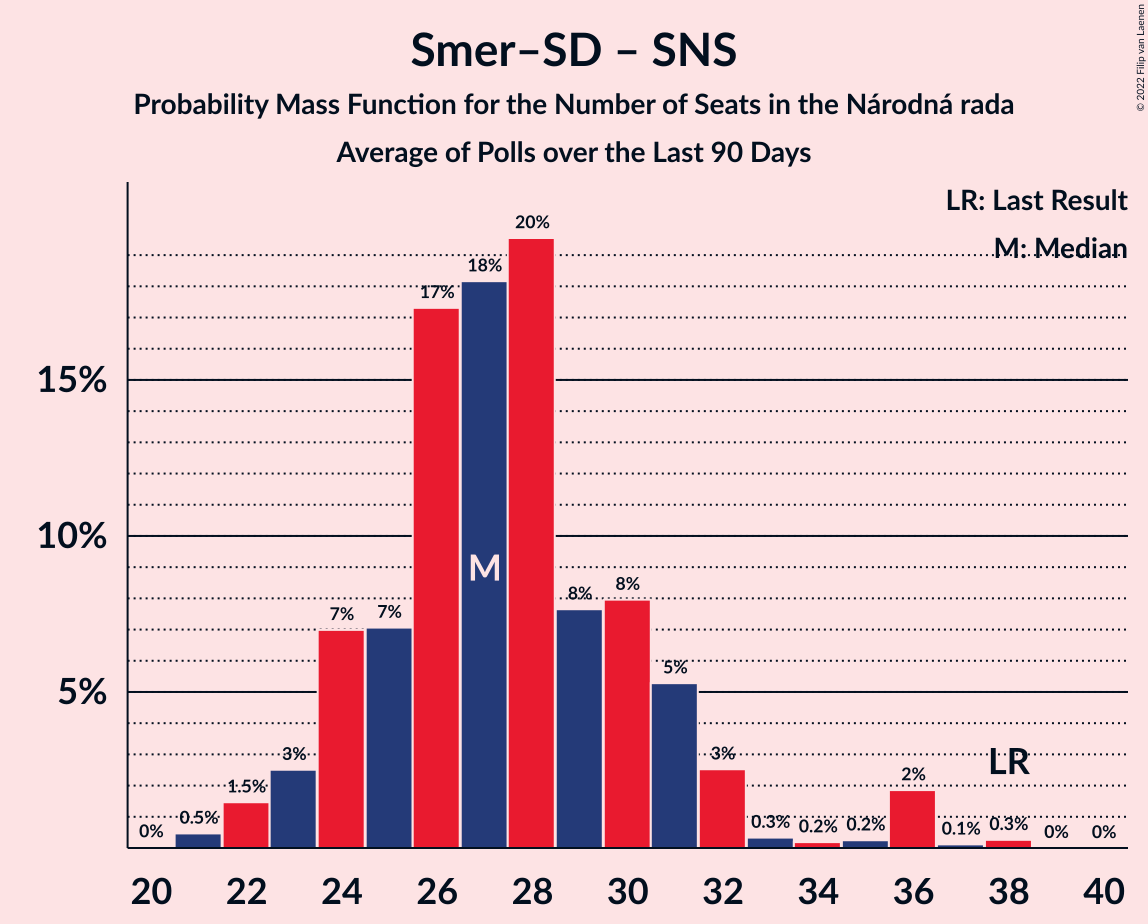 Smer–SD – SNS
Probability Mass Function for the Number of Seats in the Národná rada
Average of Polls over the Last 90 Days
© 2022 Filip van Laenen
LR: Last Result
M: Median
15%
10%
5%
0%
0.5%
1.5%
3%
7%
7%
17%
18%
20%
8%
8%
5%
3%
0.3%
0.2%
0.2%
2%
0.1%
0.3%
0%
0%
M
LR
20 22 24 26 28 30 32 34 36 38 40